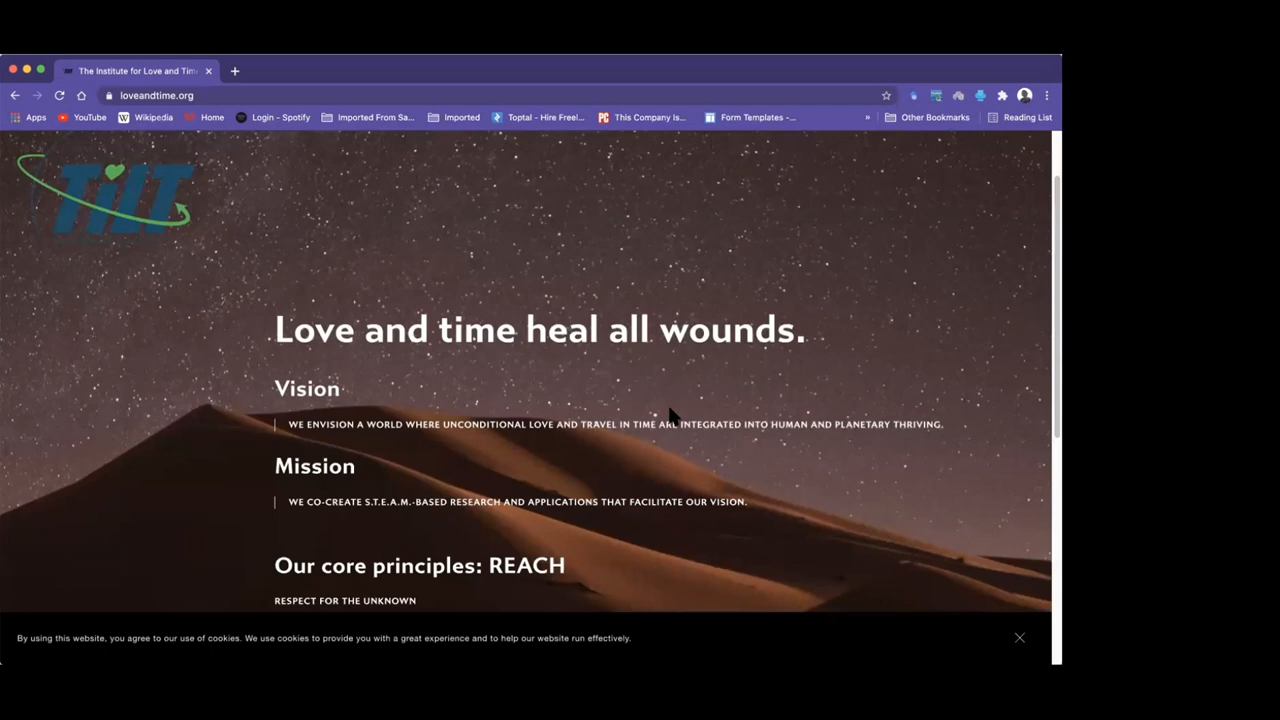 The Institute for Love and Tim
loveandtime.org
Apps YouTube Wikipedia Home Login - Spotify Imported From Sa... Imported Toptal - Hire Freel... This Company Is... Form Templates -... » Other Bookmarks Reading List
TiLT
Love and time heal all wounds.
Vision
WE ENVISION A WORLD WHERE UNCONDITIONAL LOVE AND TRAVEL IN TIME ARE INTEGRATED INTO HUMAN AND PLANETARY THRIVING.
Mission
WE CO-CREATE S.T.E.A.M.-BASED RESEARCH AND APPLICATIONS THAT FACILITATE OUR VISION.
Our core principles: REACH
RESPECT FOR THE UNKNOWN
By using this website, you agree to our use of cookies. We use cookies to provide you with a great experience and to help our website run effectively.